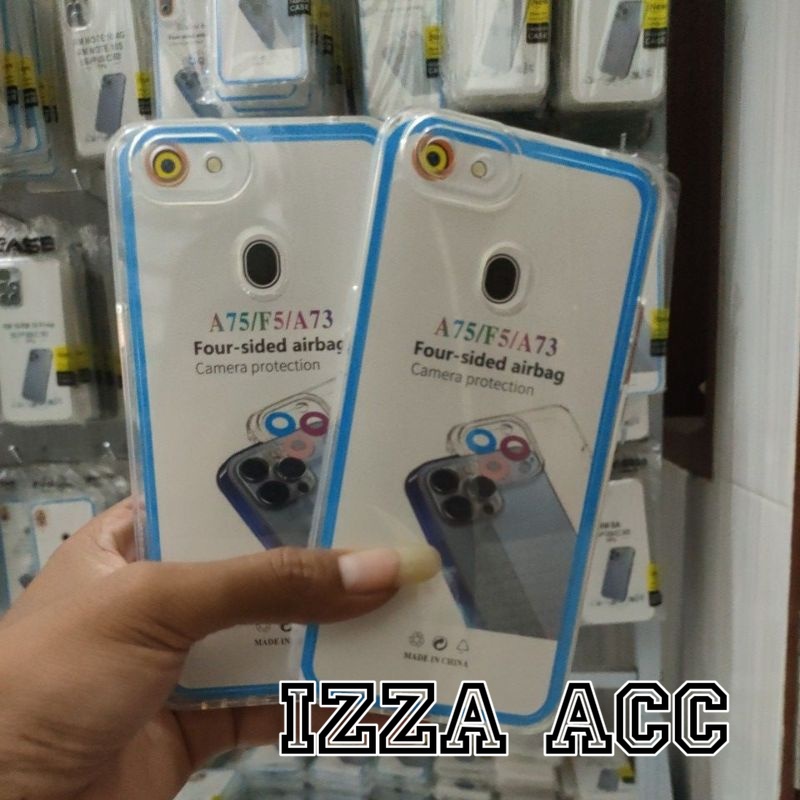 CASE
A75/F5/A73
Four-sided airbag
Camera protection
MADE IN
A75/F5/A73
Four-sided airbag
Camera protection
MADE IN CHINA
IZZA ACC